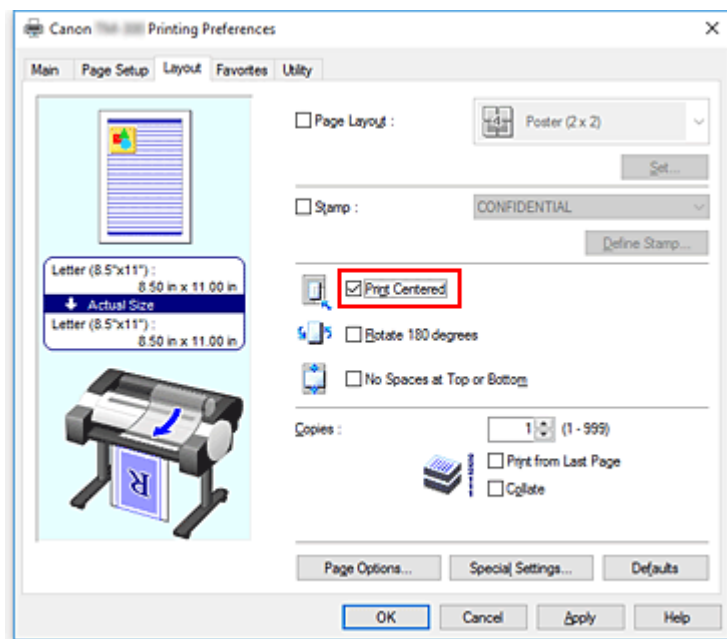 Canon Printing Preferences
Main Page Setup Layout Favorites Utility
Page Layout :
4
Poster (2 x 2)
Set...
Stamp :
CONFIDENTIAL
Define Stamp...
Letter (8.5"x11") :
8.50 in x 11.00 in
Actual Size
Letter (8.5"x11") :
8.50 in x 11.00 in
Print Centered
Rotate 180 degrees
No Spaces at Top or Bottom
R
Copies :
1 (1 - 999)
Print from Last Page
Collate
Page Options... Special Settings... Defaults
OK Cancel Apply Help